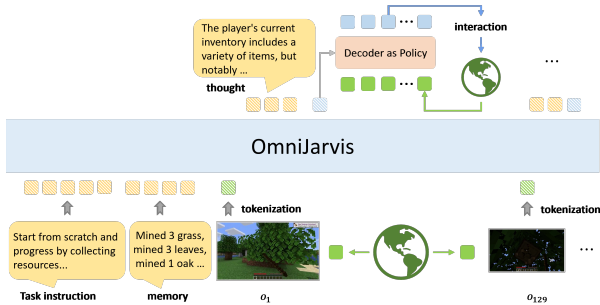 The player's current
inventory includes a
variety of items, but
notably ...
thought
Decoder as Policy
interaction
...
OmniJarvis
tokenization
tokenization
Start from scratch and
progress by collecting
resources...
Mined 3 grass,
mined 3 leaves,
mined 1 oak ...
Task instruction
memory
o1
o129
...